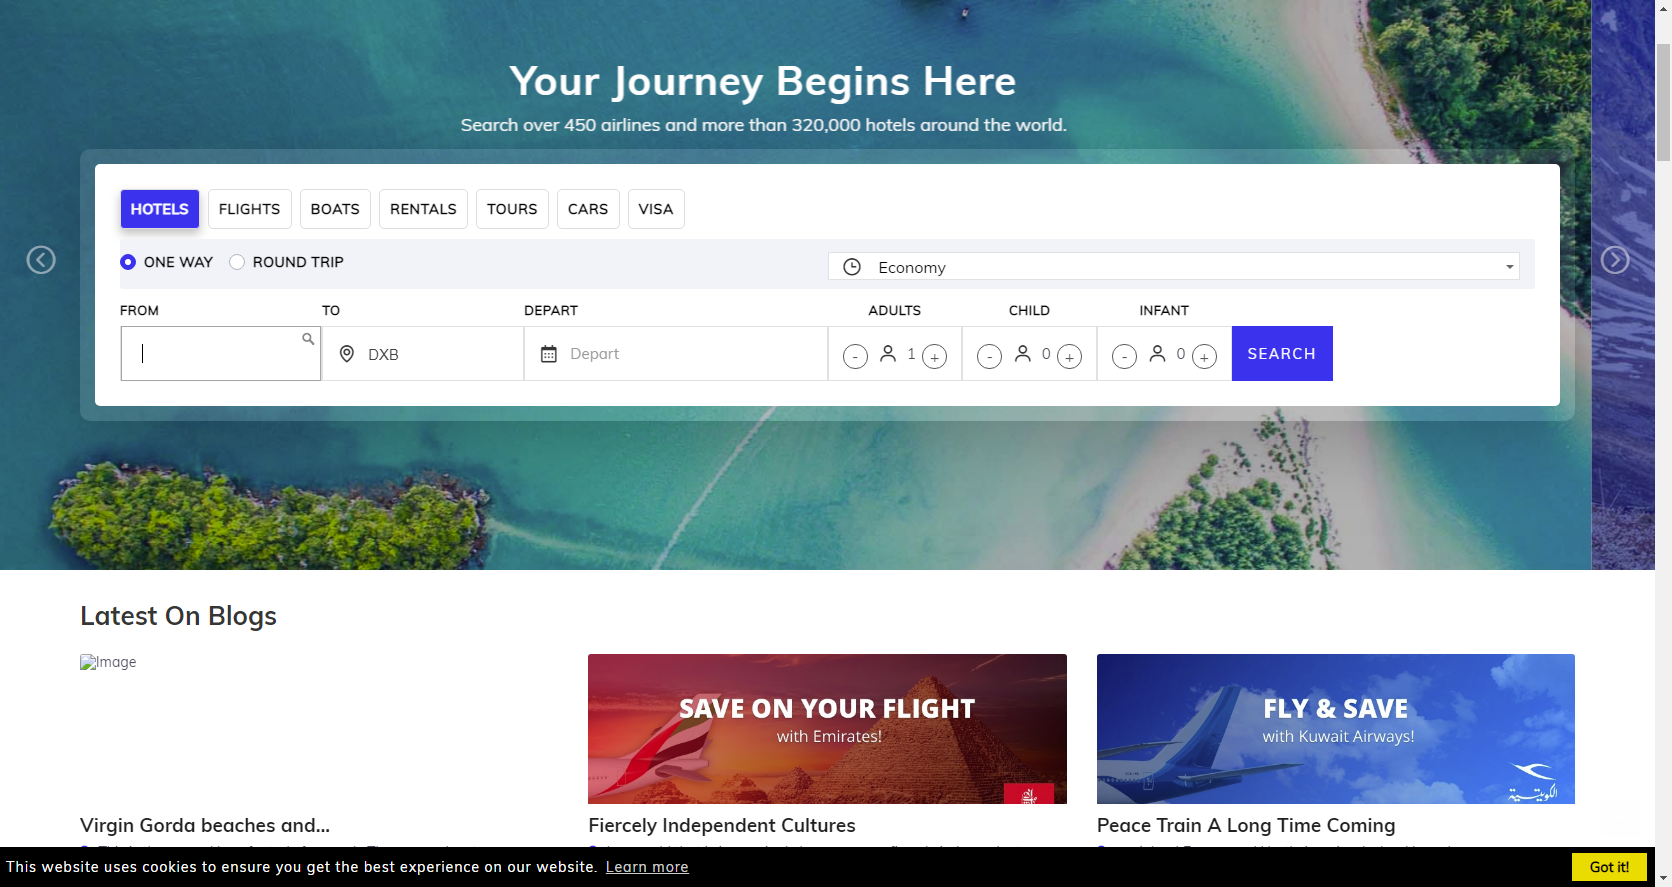 Your Journey Begins Here
Search over 450 airlines and more than 320,000 hotels around the world.
HOTELS FLIGHTS BOATS RENTALS TOURS CARS VISA
ONE WAY ROUND TRIP Economy
FROM TO DEPART ADULTS CHILD INFANT
DXB Depart - 1 + - 0 + - 0 + SEARCH
Latest On Blogs
Image
SAVE ON YOUR FLIGHT
with Emirates!
FLY & SAVE
with Kuwait Airways!
الكويتية
Virgin Gorda beaches and... Fiercely Independent Cultures Peace Train A Long Time Coming
This website uses cookies to ensure you get the best experience on our website. Learn more Got it!